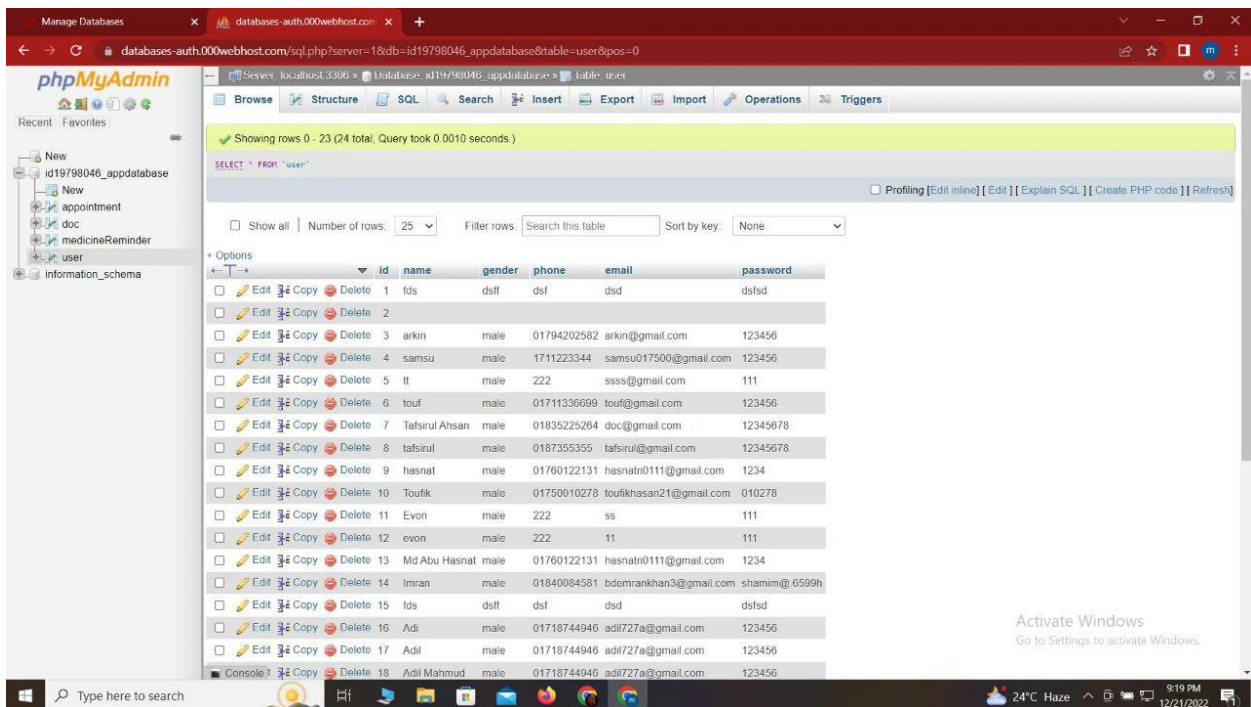 Manage Databases
databases-auth.000webhost.com
databases-auth.000webhost.com/sql.php?server=1&db=id19798046_appdatabase&table=user&pos=0
m
phpMyAdmin
Recent Favorites
New
id19798046_appdatabase
New
appointment
doc
medicineReminder
user
information_schema
Server: localhost:3306 » Database: id19798046_appdatabase » Table: user
Browse Structure SQL Search Insert Export Import Operations Triggers
Showing rows 0 - 23 (24 total, Query took 0.0010 seconds.)
SELECT * FROM `user`
Profiling [Edit inline] [ Edit ] [ Explain SQL ] [ Create PHP code ] [ Refresh]
Show all | Number of rows: 25 Filter rows: Search this table Sort by key: None
+ Options
id name gender phone email password
Edit Copy Delete 1 fds dsff dsf dsd dsfsd
Edit Copy Delete 2
Edit Copy Delete 3 arkin male 01794202582 arkin@gmail.com 123456
Edit Copy Delete 4 samsu male 1711223344 samsu017500@gmail.com 123456
Edit Copy Delete 5 tt male 222 ssss@gmail.com 111
Edit Copy Delete 6 touf male 01711336699 touf@gmail.com 123456
Edit Copy Delete 7 Tafsirul Ahsan male 01835225264 doc@gmail.com 12345678
Edit Copy Delete 8 tafsirul male 0187355355 tafsirul@gmail.com 12345678
Edit Copy Delete 9 hasnat male 01760122131 hasnatri0111@gmail.com 1234
Edit Copy Delete 10 Toufik male 01750010278 toufikhasan21@gmail.com 010278
Edit Copy Delete 11 Evon male 222 ss 111
Edit Copy Delete 12 evon male 222 11 111
Edit Copy Delete 13 Md Abu Hasnat male 01760122131 hasnatri0111@gmail.com 1234
Edit Copy Delete 14 Imran male 01840084581 bdemrankhan3@gmail.com shamim@.6599h
Edit Copy Delete 15 fds dsff dsf dsd dsfsd
Edit Copy Delete 16 Adi male 01718744946 adil727a@gmail.com 123456
Edit Copy Delete 17 Adil male 01718744946 adil727a@gmail.com 123456
Console Copy Delete 18 Adil Mahmud male 01718744946 adil727a@gmail.com 123456
Activate Windows
Go to Settings to activate Windows.
Type here to search
24°C Haze
9:19 PM
12/21/2022